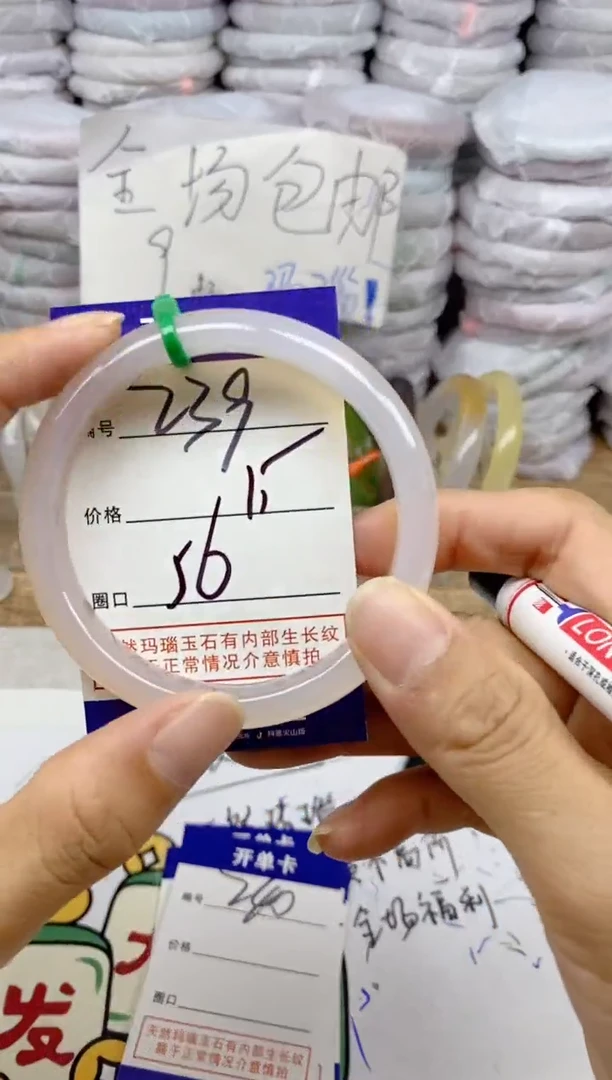 全场包邮
玛瑙!
号 239
价格 15
圈口 56
然玛瑙玉石有内部生长纹
正常情况介意慎拍
开单卡
编号 240
价格
圈口
天然玛瑙玉石有内部生长纹
属于正常情况介意慎拍
全场福利
发